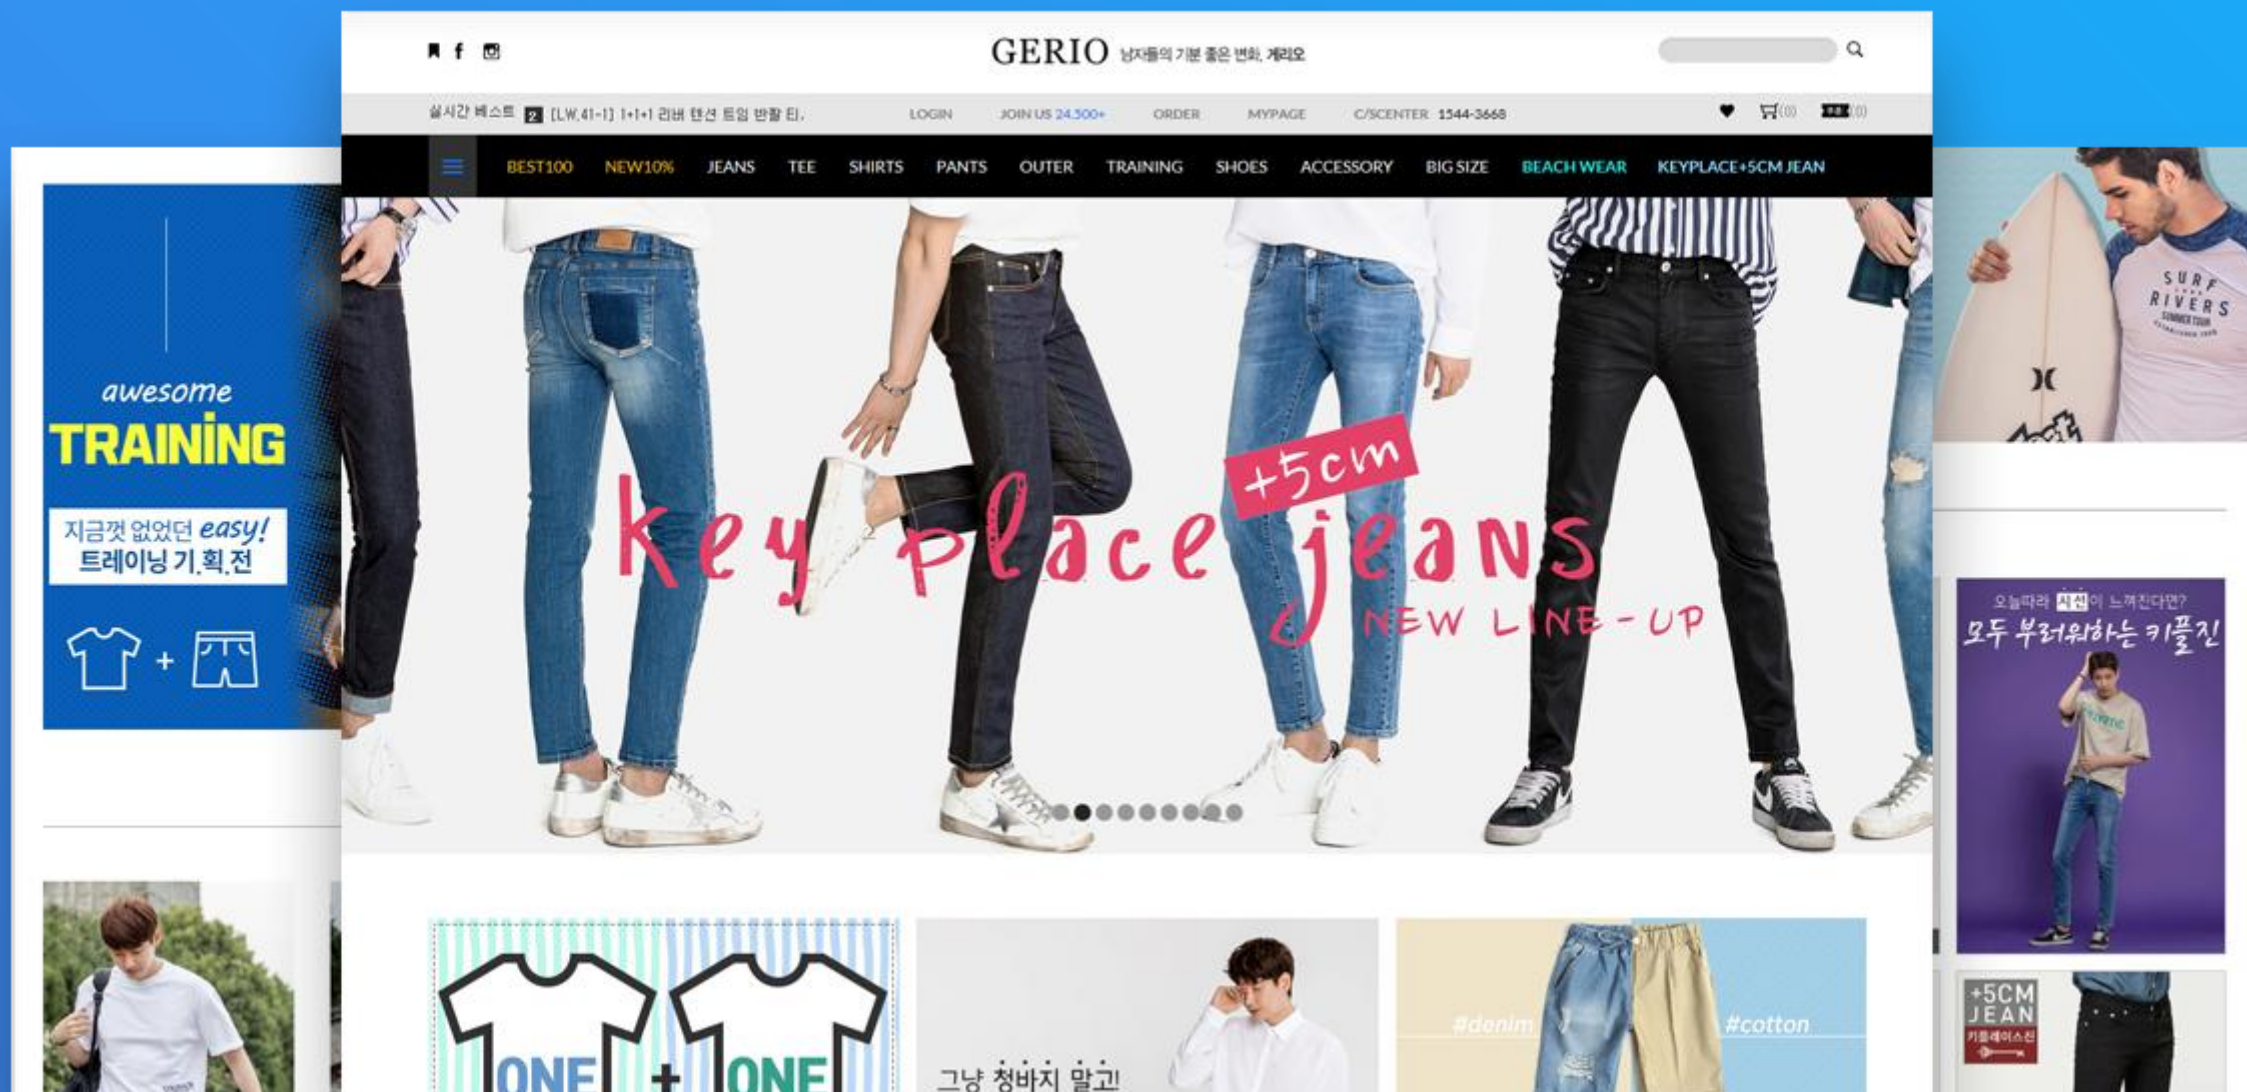 GERIO 남자들의 기분 좋은 변화, 게리오
실시간 베스트 2 [LW.41-1] 1+1+1 리버 텐션 트임 반팔 티.
LOGIN JOIN US 24,500+ ORDER MYPAGE C/SCENTER 1544-3668
(0) (0)
BEST100 NEW10% JEANS TEE SHIRTS PANTS OUTER TRAINING SHOES ACCESSORY BIG SIZE BEACH WEAR KEYPLACE+5CM JEAN
awesome
TRAINING
지금껏 없었던 easy!
트레이닝 기.획.전
+
+5cm
key place jeans
NEW LINE-UP
ONE + ONE
그냥 청바지 말고!
#denim #cotton
SURF
RIVERS
SUMMER TOUR
오늘따라 시선이 느껴진다면?
모두 부러워하는 키플진
+5CM
JEAN
키플레이스진